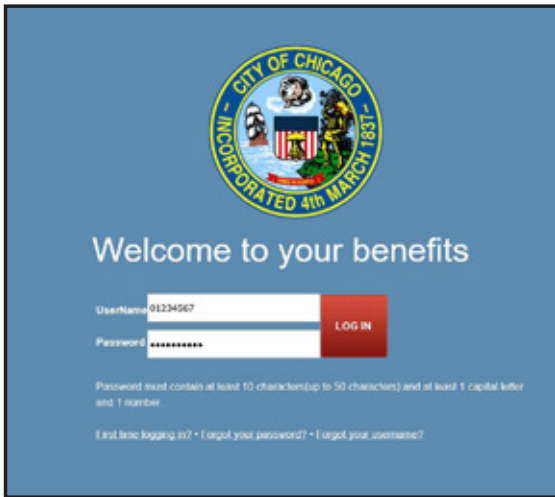 CITY OF CHICAGO
INCORPORATED 4th MARCH 1837
Welcome to your benefits
UserName 01234567
LOG IN
Password ••••••••••
Password must contain at least 10 characters(up to 50 characters) and at least 1 capital letter
and 1 number.
First time logging in? • Forgot your password? • Forgot your username?